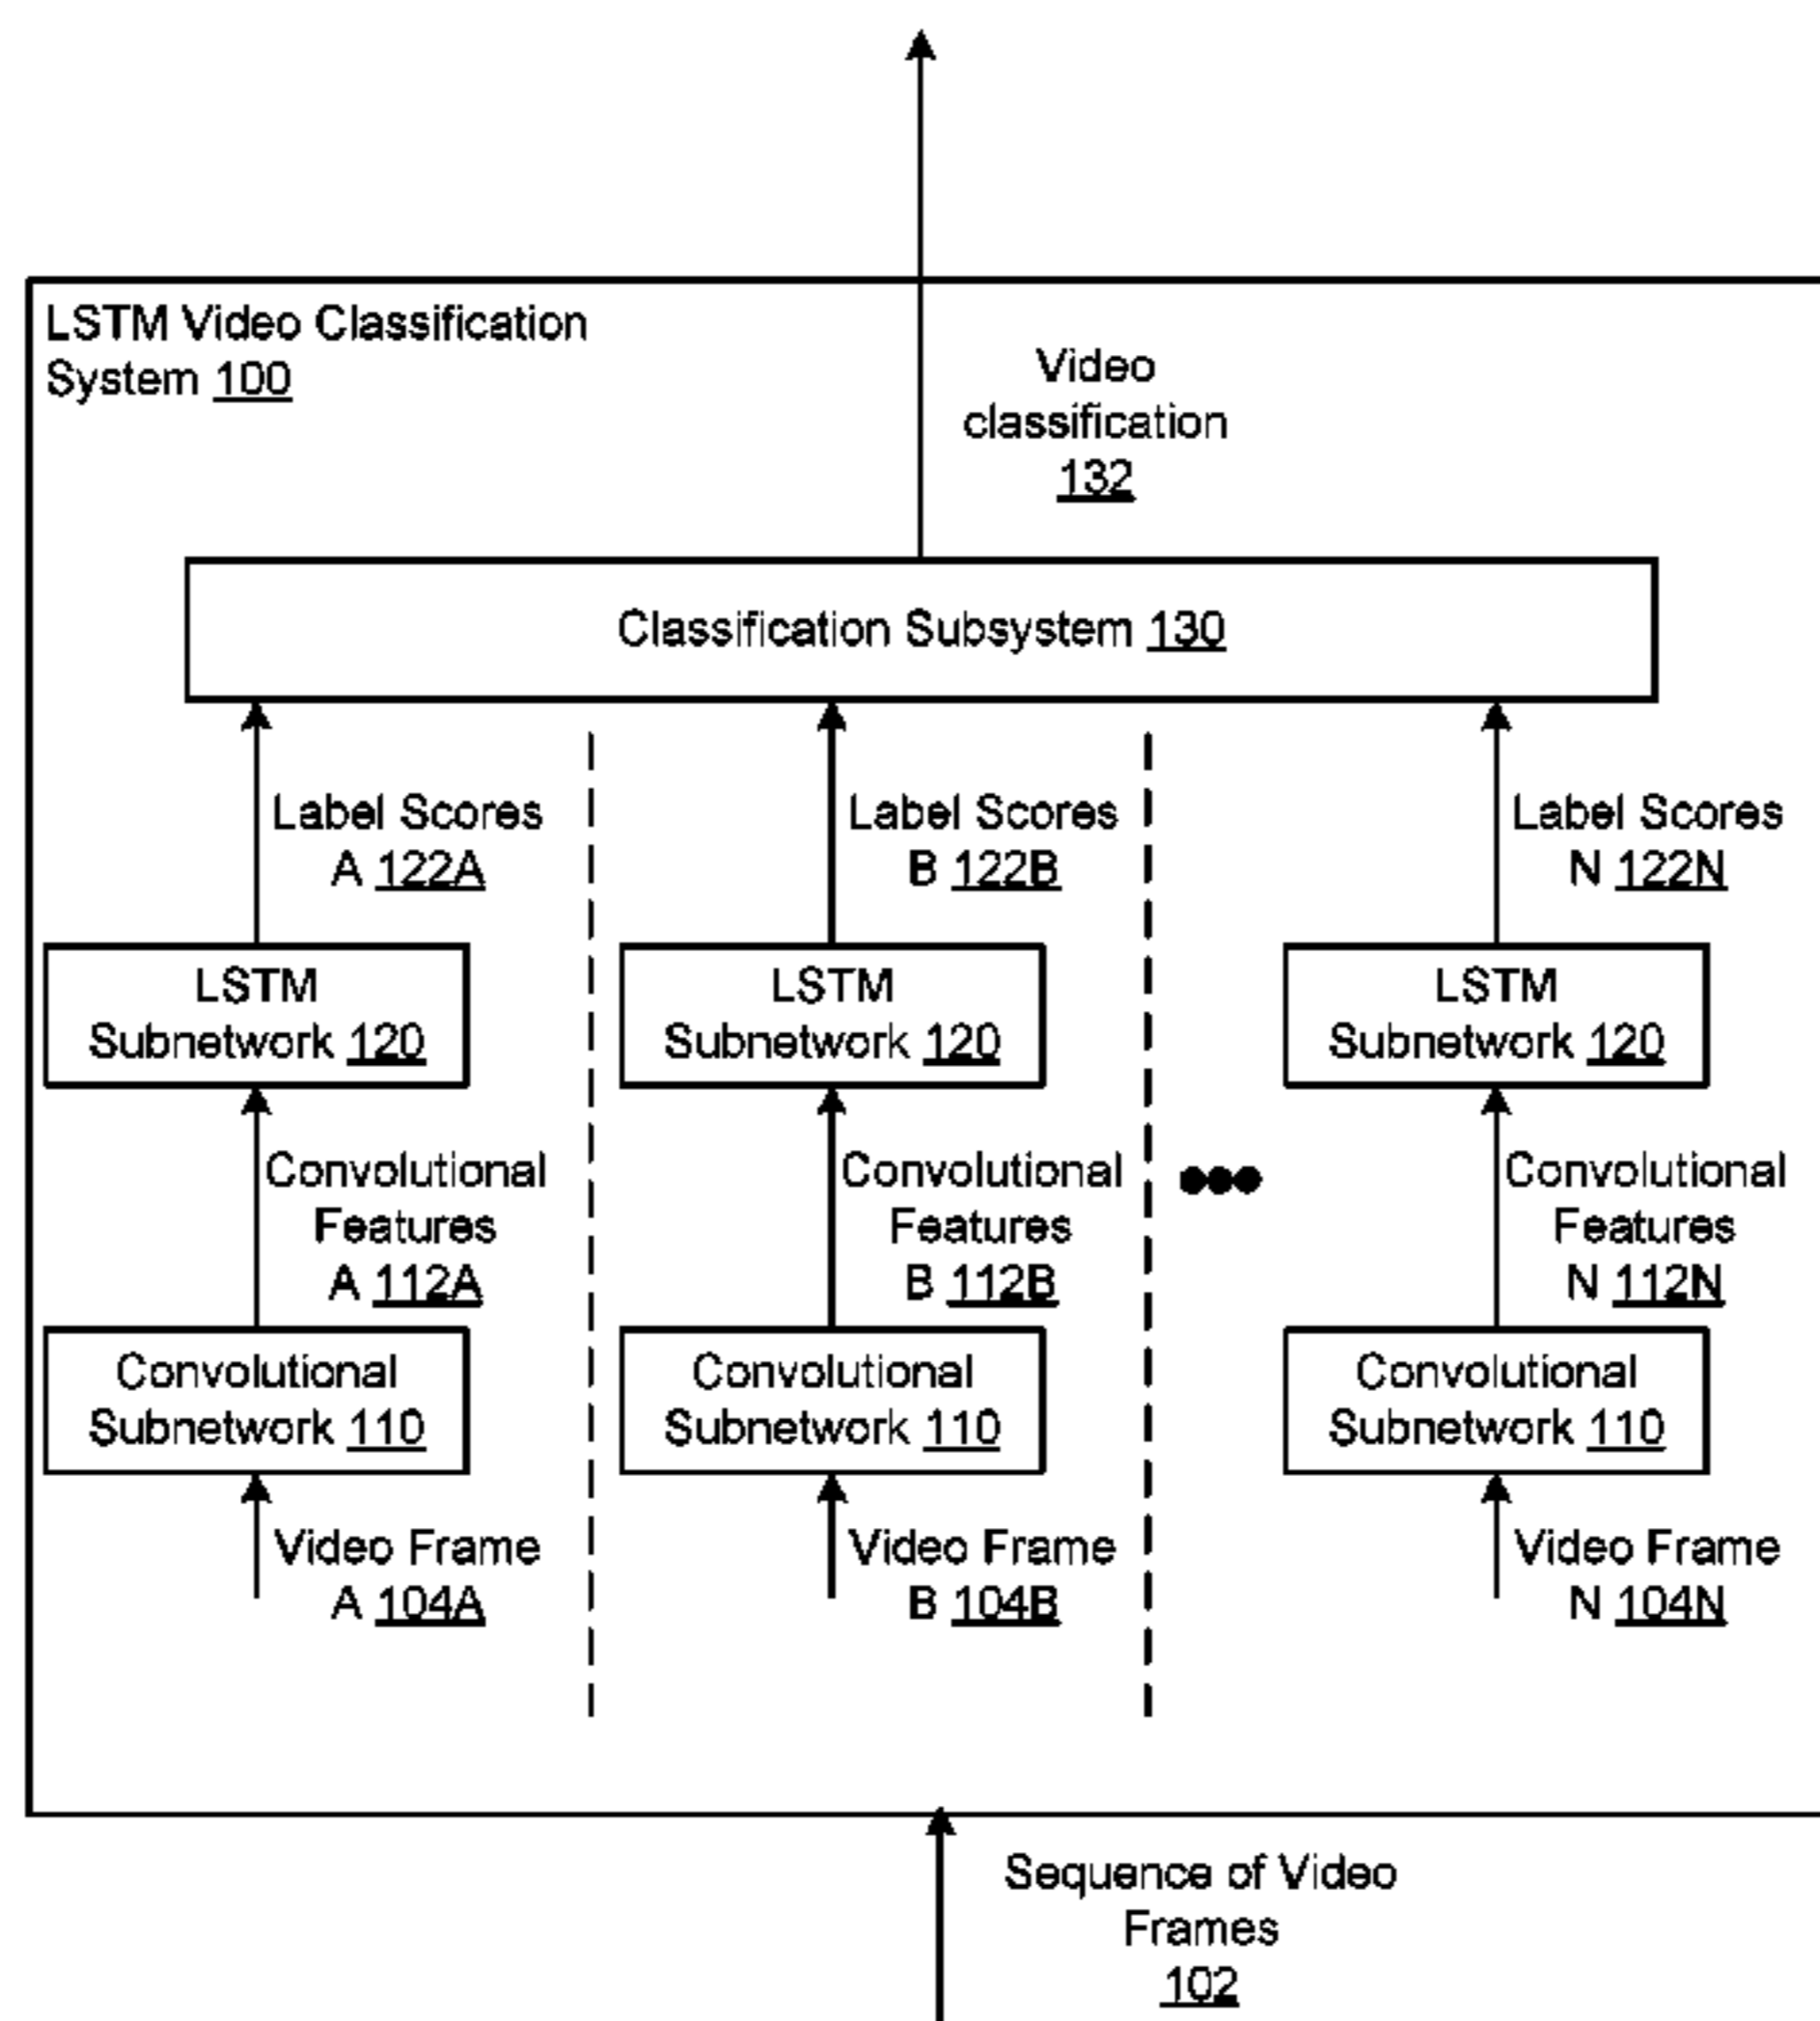 LSTM Video Classification
System 100
Video
classification
132
Classification Subsystem 130
Label Scores
A 122A
Label Scores
B 122B
Label Scores
N 122N
LSTM
Subnetwork 120
LSTM
Subnetwork 120
LSTM
Subnetwork 120
Convolutional
Features
A 112A
Convolutional
Features
B 112B
Convolutional
Features
N 112N
Convolutional
Subnetwork 110
Convolutional
Subnetwork 110
Convolutional
Subnetwork 110
Video Frame
A 104A
Video Frame
B 104B
Video Frame
N 104N
Sequence of Video
Frames
102